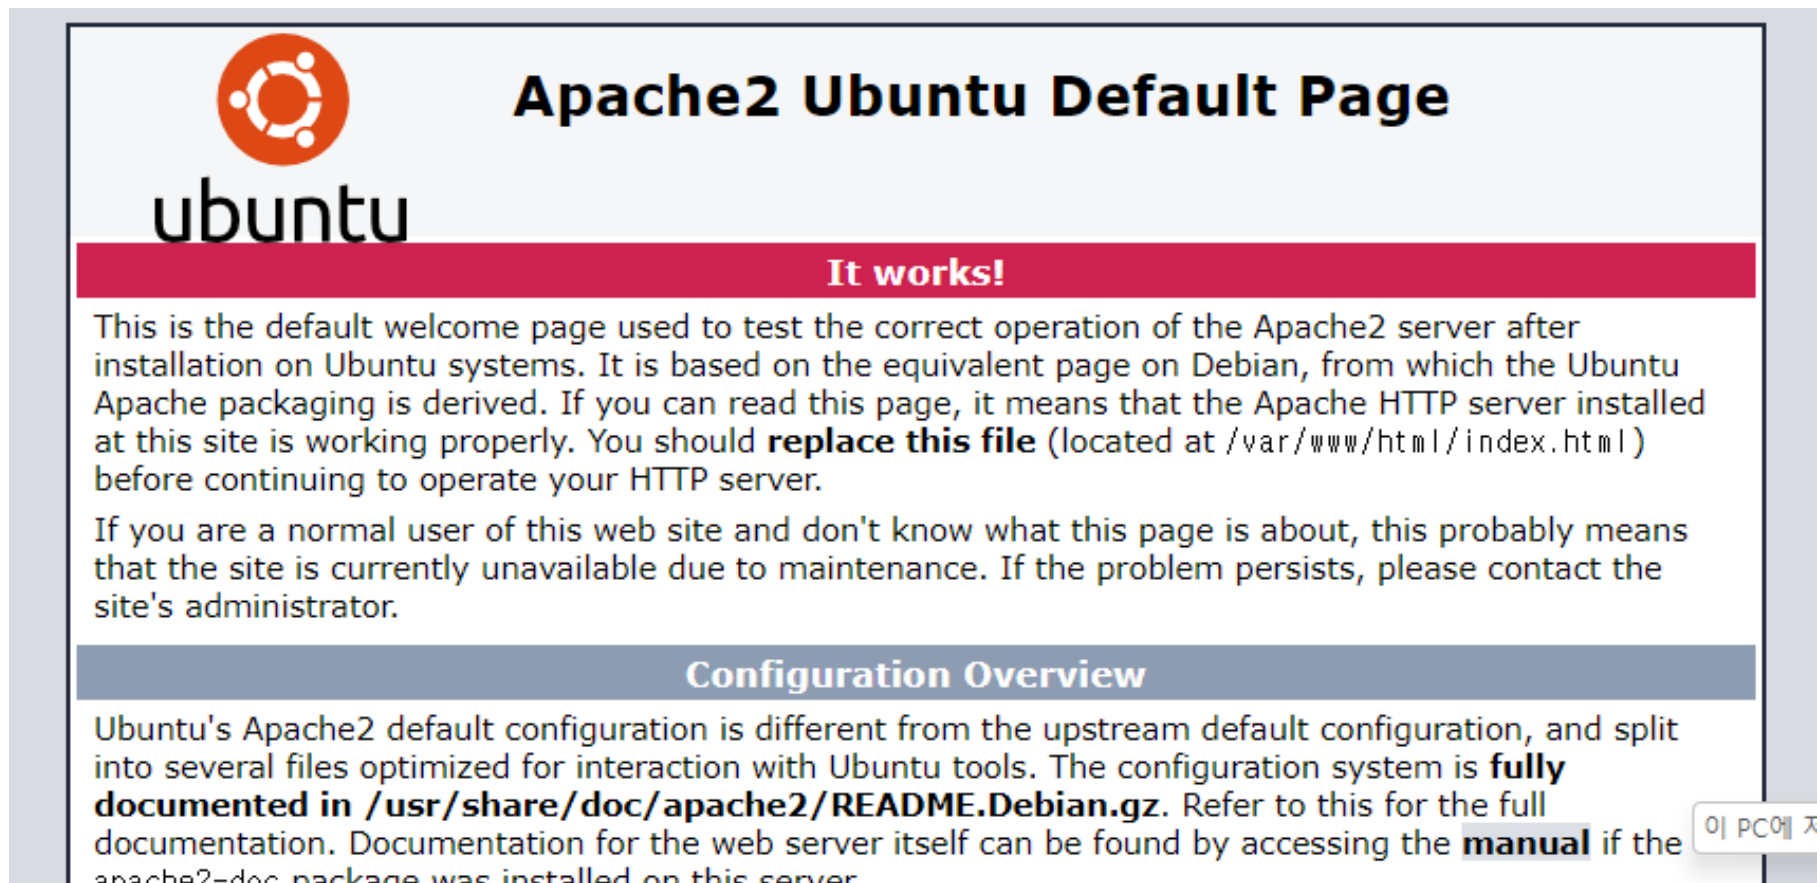 ubuntu
Apache2 Ubuntu Default Page
It works!
This is the default welcome page used to test the correct operation of the Apache2 server after
installation on Ubuntu systems. It is based on the equivalent page on Debian, from which the Ubuntu
Apache packaging is derived. If you can read this page, it means that the Apache HTTP server installed
at this site is working properly. You should replace this file (located at /var/www/html/index.html)
before continuing to operate your HTTP server.
If you are a normal user of this web site and don't know what this page is about, this probably means
that the site is currently unavailable due to maintenance. If the problem persists, please contact the
site's administrator.
Configuration Overview
Ubuntu's Apache2 default configuration is different from the upstream default configuration, and split
into several files optimized for interaction with Ubuntu tools. The configuration system is fully
documented in /usr/share/doc/apache2/README.Debian.gz. Refer to this for the full
documentation. Documentation for the web server itself can be found by accessing the manual if the
이 PC에
apache2-doc package was installed on this server.